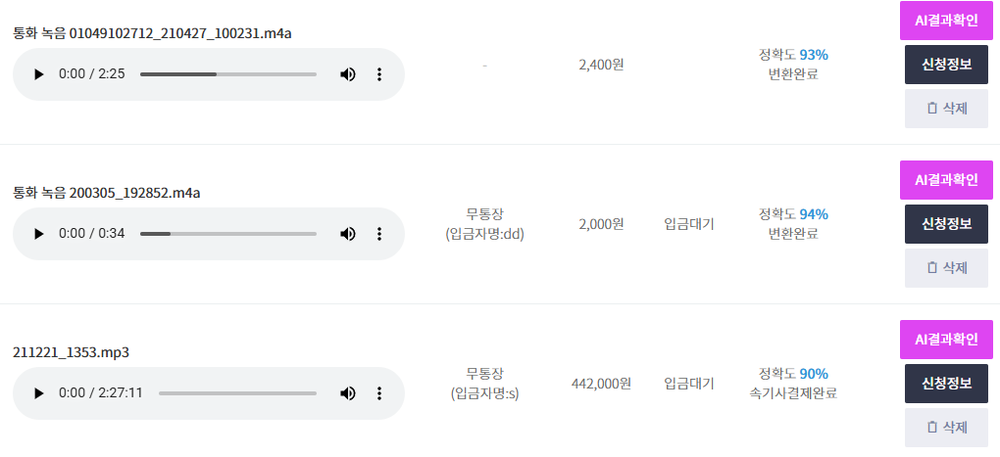 통화 녹음 01049102712_210427_100231.m4a
0:00 / 2:25
-
2,400원
정확도 93%
변환완료
AI결과확인
신청정보
삭제
통화 녹음 200305_192852.m4a
0:00 / 0:34
무통장
(입금자명:dd)
2,000원
입금대기
정확도 94%
변환완료
AI결과확인
신청정보
삭제
211221_1353.mp3
0:00 / 2:27:11
무통장
(입금자명:s)
442,000원
입금대기
정확도 90%
속기사결제완료
AI결과확인
신청정보
삭제